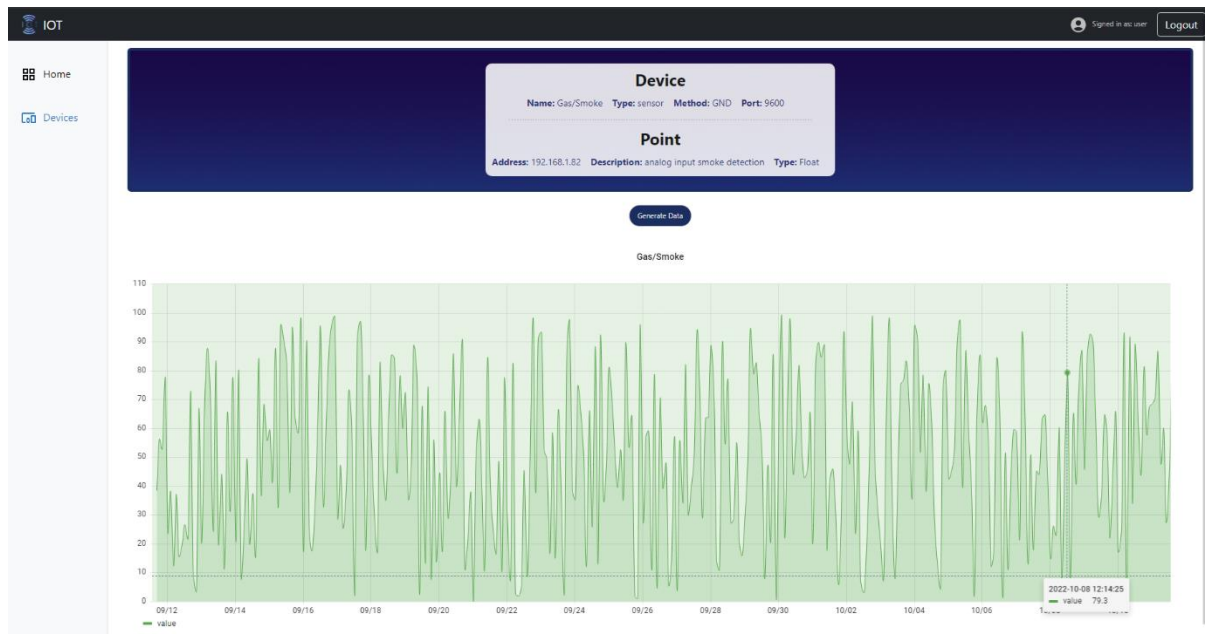 IOT
Signed in as: user
Logout
Home
Devices
Device
Name: Gas/Smoke Type: sensor Method: GND Port: 9600
Point
Address: 192.168.1.82 Description: analog input smoke detection Type: Float
Generate Data
Gas/Smoke
110
100
90
80
70
60
50
40
30
20
10
0
09/12 09/14 09/16 09/18 09/20 09/22 09/24 09/26 09/28 09/30 10/02 10/04 10/06
2022-10-08 12:14:25
value 79.3
value